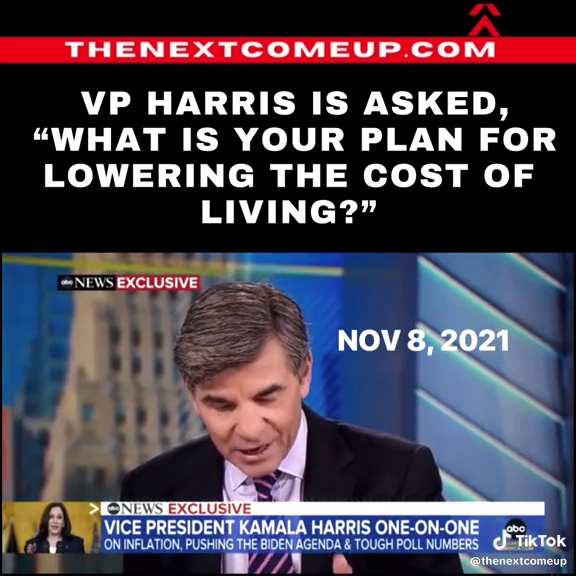 THENEXTCOMEUP.COM
VP HARRIS IS ASKED,
“WHAT IS YOUR PLAN FOR
LOWERING THE COST OF
LIVING?”
abc NEWS EXCLUSIVE
NOV 8, 2021
abc NEWS EXCLUSIVE
VICE PRESIDENT KAMALA HARRIS ONE-ON-ONE
ON INFLATION, PUSHING THE BIDEN AGENDA & TOUGH POLL NUMBERS
abc
TikTok
@thenextcomeup